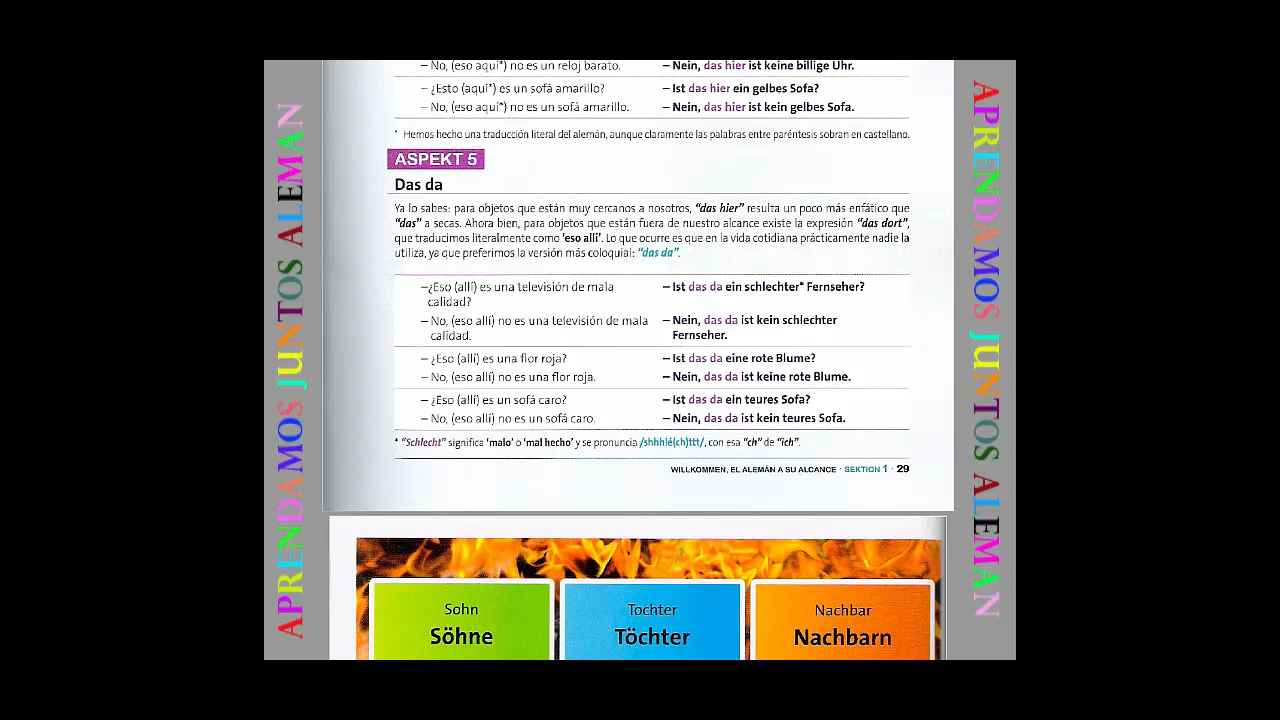 APRENDAMOS JUNTOS ALEMÁN
– No, (eso aquí*) no es un reloj barato.
– Nein, das hier ist keine billige Uhr.
– ¿Esto (aquí*) es un sofá amarillo?
– Ist das hier ein gelbes Sofa?
– No, (eso aquí*) no es un sofá amarillo.
– Nein, das hier ist kein gelbes Sofa.
* Hemos hecho una traducción literal del alemán, aunque claramente las palabras entre paréntesis sobran en castellano.
ASPEKT 5
Das da
Ya lo sabes: para objetos que están muy cercanos a nosotros, “das hier” resulta un poco más enfático que
“das” a secas. Ahora bien, para objetos que están fuera de nuestro alcance existe la expresión “das dort”,
que traducimos literalmente como ‘eso allí’. Lo que ocurre es que en la vida cotidiana prácticamente nadie la
utiliza, ya que preferimos la versión más coloquial: “das da”.
–¿Eso (allí) es una televisión de mala
calidad?
– Ist das da ein schlechter* Fernseher?
– No, (eso allí) no es una televisión de mala
calidad.
– Nein, das da ist kein schlechter
Fernseher.
– ¿Eso (allí) es una flor roja?
– Ist das da eine rote Blume?
– No, (eso allí) no es una flor roja.
– Nein, das da ist keine rote Blume.
– ¿Eso (allí) es un sofá caro?
– Ist das da ein teures Sofa?
– No, (eso allí) no es un sofá caro.
– Nein, das da ist kein teures Sofa.
* “Schlecht” significa ‘malo’ o ‘mal hecho’ y se pronuncia /shhhlé(ch)ttt/, con esa “ch” de “ich”.
WILLKOMMEN, EL ALEMÁN A SU ALCANCE · SEKTION 1 · 29
Sohn
Söhne
Tochter
Töchter
Nachbar
Nachbarn
APRENDAMOS JUNTOS ALEMÁN